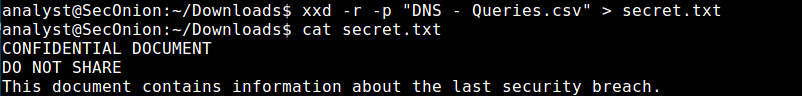 analyst@SecOnion:~/Downloads$ xxd -r -p "DNS - Queries.csv" > secret.txt
analyst@SecOnion:~/Downloads$ cat secret.txt
CONFIDENTIAL DOCUMENT
DO NOT SHARE
This document contains information about the last security breach.